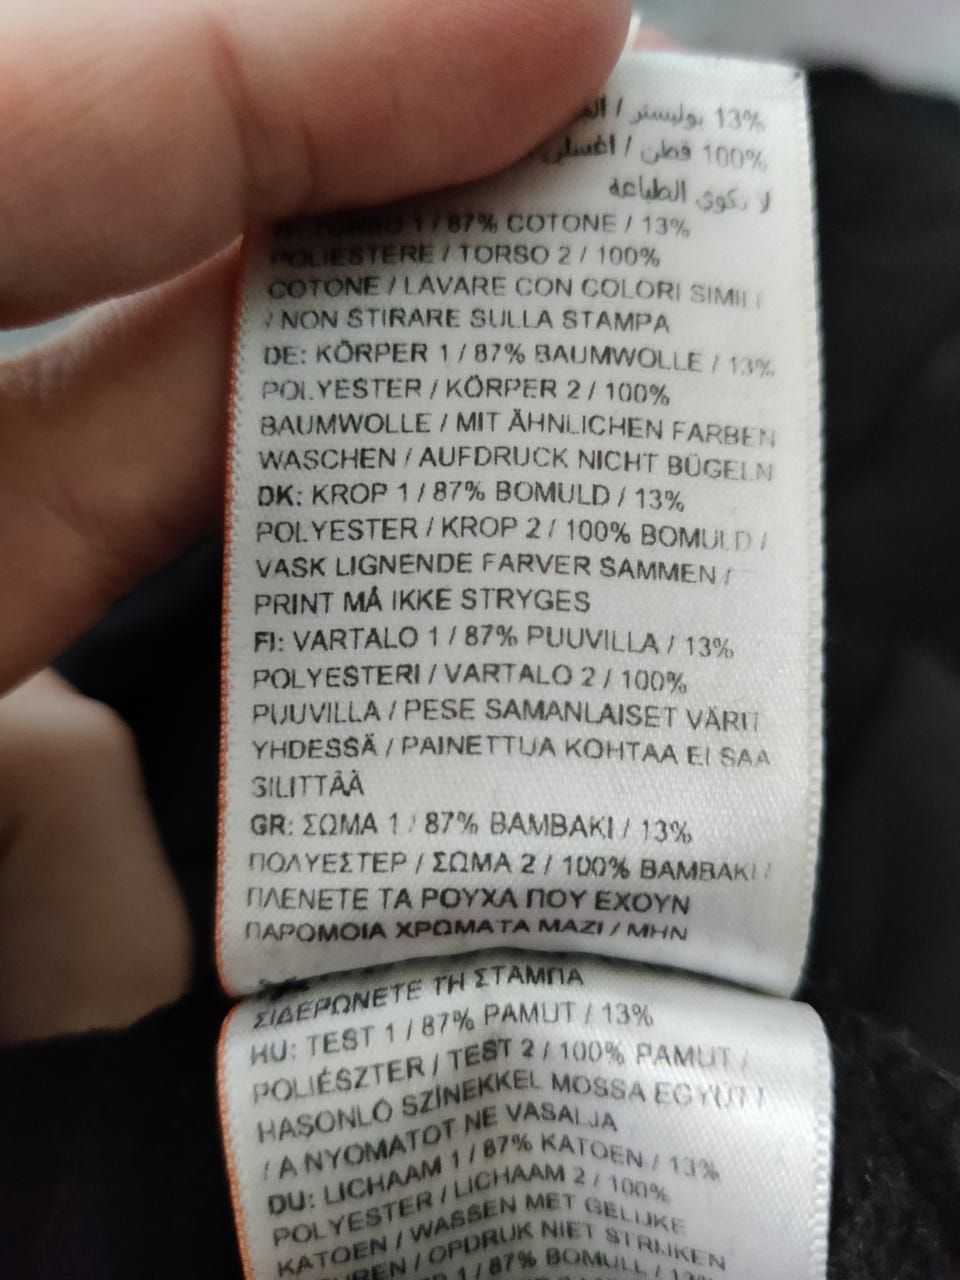 13% بوليستر /
100% قطن / اغسلي
لا تكوي الطباعة
IT: TORSO 1 / 87% COTONE / 13%
POLIESTERE / TORSO 2 / 100%
COTONE / LAVARE CON COLORI SIMILI
/ NON STIRARE SULLA STAMPA
DE: KÖRPER 1 / 87% BAUMWOLLE / 13%
POLYESTER / KÖRPER 2 / 100%
BAUMWOLLE / MIT ÄHNLICHEN FARBEN
WASCHEN / AUFDRUCK NICHT BÜGELN
DK: KROP 1 / 87% BOMULD / 13%
POLYESTER / KROP 2 / 100% BOMULD /
VASK LIGNENDE FARVER SAMMEN /
PRINT MÅ IKKE STRYGES
FI: VARTALO 1 / 87% PUUVILLA / 13%
POLYESTERI / VARTALO 2 / 100%
PUUVILLA / PESE SAMANLAISET VÄRIT
YHDESSÄ / PAINETTUA KOHTAA EI SAA
SILITTÄÄ
GR: ΣΩΜΑ 1 / 87% ΒΑΜΒΑΚΙ / 13%
ΠΟΛΥΕΣΤΕΡ / ΣΩΜΑ 2 / 100% ΒΑΜΒΑΚΙ /
ΠΛΕΝΕΤΕ ΤΑ ΡΟΥΧΑ ΠΟΥ ΕΧΟΥΝ
ΠΑΡΟΜΟΙΑ ΧΡΩΜΑΤΑ ΜΑΖΙ / ΜΗΝ
ΣΙΔΕΡΩΝΕΤΕ ΤΗ ΣΤΑΜΠΑ
HU: TEST 1 / 87% PAMUT / 13%
POLIÉSZTER / TEST 2 / 100% PAMUT /
HASONLÓ SZÍNEKKEL MOSSA EGYÜTT
/ A NYOMATOT NE VASALJA
DU: LICHAAM 1 / 87% KATOEN / 13%
POLYESTER / LICHAAM 2 / 100%
KATOEN / WASSEN MET GELIJKE
/ OPDRUK NIET STRIJKEN
1 / 87% BOMULL / 13%